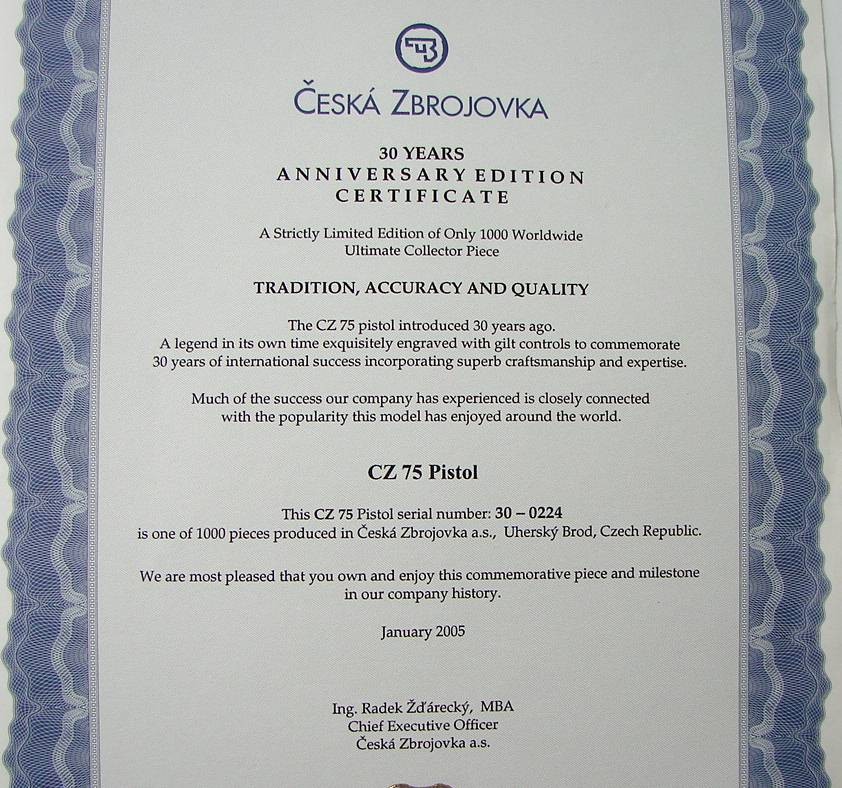 ČESKÁ ZBROJOVKA
30 YEARS
ANNIVERSARY EDITION
CERTIFICATE
A Strictly Limited Edition of Only 1000 Worldwide
Ultimate Collector Piece
TRADITION, ACCURACY AND QUALITY
The CZ 75 pistol introduced 30 years ago.
A legend in its own time exquisitely engraved with gilt controls to commemorate
30 years of international success incorporating superb craftsmanship and expertise.
Much of the success our company has experienced is closely connected
with the popularity this model has enjoyed around the world.
CZ 75 Pistol
This CZ 75 Pistol serial number: 30 – 0224
is one of 1000 pieces produced in Česká Zbrojovka a.s., Uherský Brod, Czech Republic.
We are most pleased that you own and enjoy this commemorative piece and milestone
in our company history.
January 2005
Ing. Radek Žďárecký, MBA
Chief Executive Officer
Česká Zbrojovka a.s.